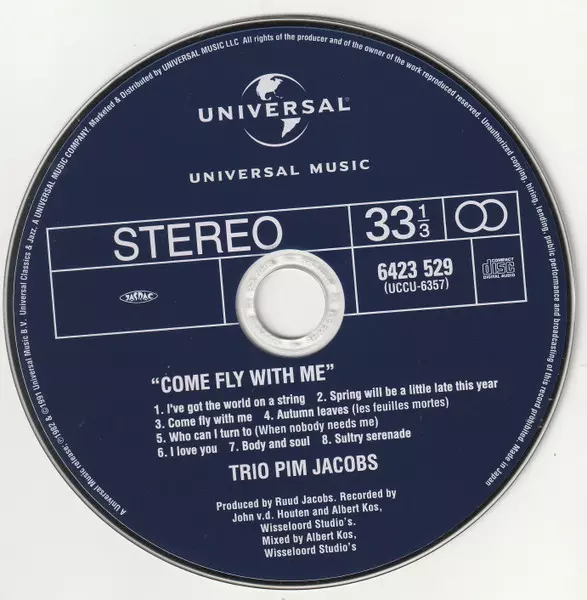 UNIVERSAL
UNIVERSAL MUSIC
STEREO
33 1/3
JASRAC
6423 529
(UCCU-6357)
COMPACT
disc
DIGITAL AUDIO
"COME FLY WITH ME"
1. I've got the world on a string 2. Spring will be a little late this year
3. Come fly with me 4. Autumn leaves (les feuilles mortes)
5. Who can I turn to (When nobody needs me)
6. I love you 7. Body and soul 8. Sultry serenade
TRIO PIM JACOBS
Produced by Ruud Jacobs. Recorded by
John v.d. Houten and Albert Kos,
Wisseloord Studio's.
Mixed by Albert Kos,
Wisseloord Studio's
A Universal Music release; ℗1982 & ©1991 Universal Music B.V. Universal Classics & Jazz. A UNIVERSAL MUSIC COMPANY. Marketed & Distributed by UNIVERSAL MUSIC LLC All rights of the producer and of the owner of the work reproduced reserved. Unauthorized copying, hiring, lending, public performance and broadcasting of this record prohibited. Made in Japan